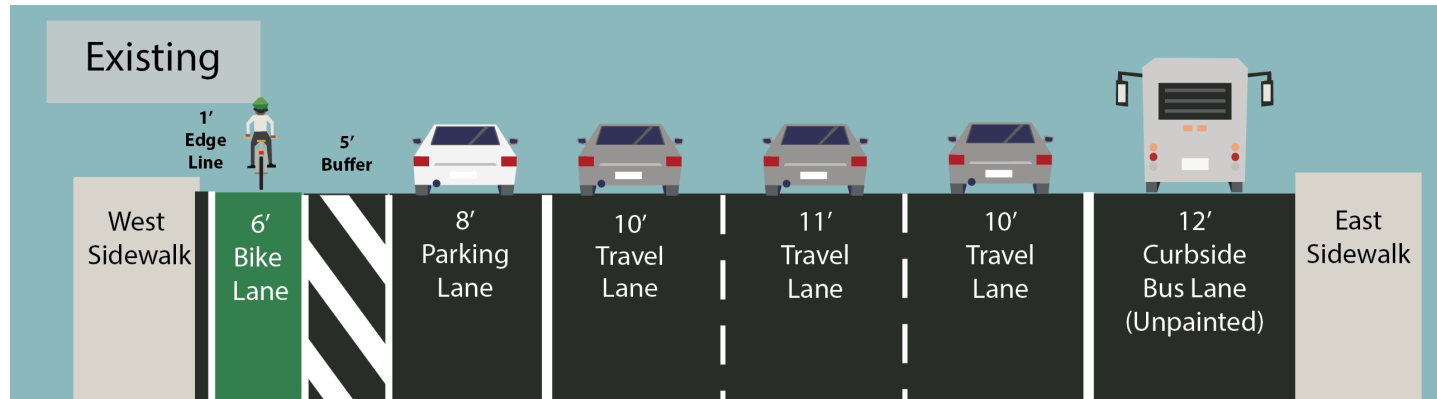 Existing
1’
Edge
Line
5’
Buffer
West
Sidewalk
6’
Bike
Lane
8’
Parking
Lane
10’
Travel
Lane
11’
Travel
Lane
10’
Travel
Lane
12’
Curbside
Bus Lane
(Unpainted)
East
Sidewalk